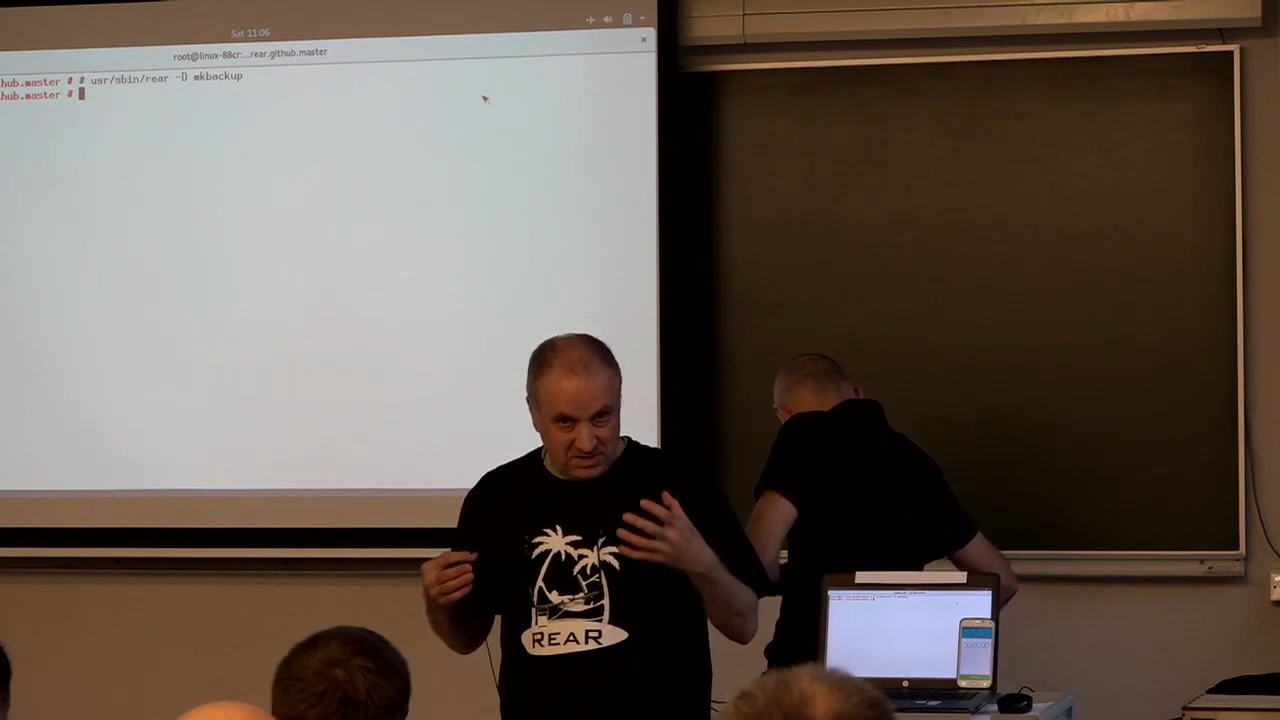 Sat 11:06
root@linux-88cr:...rear.github.master
hub.master # # usr/sbin/rear -D mkbackup
hub.master #
REAR